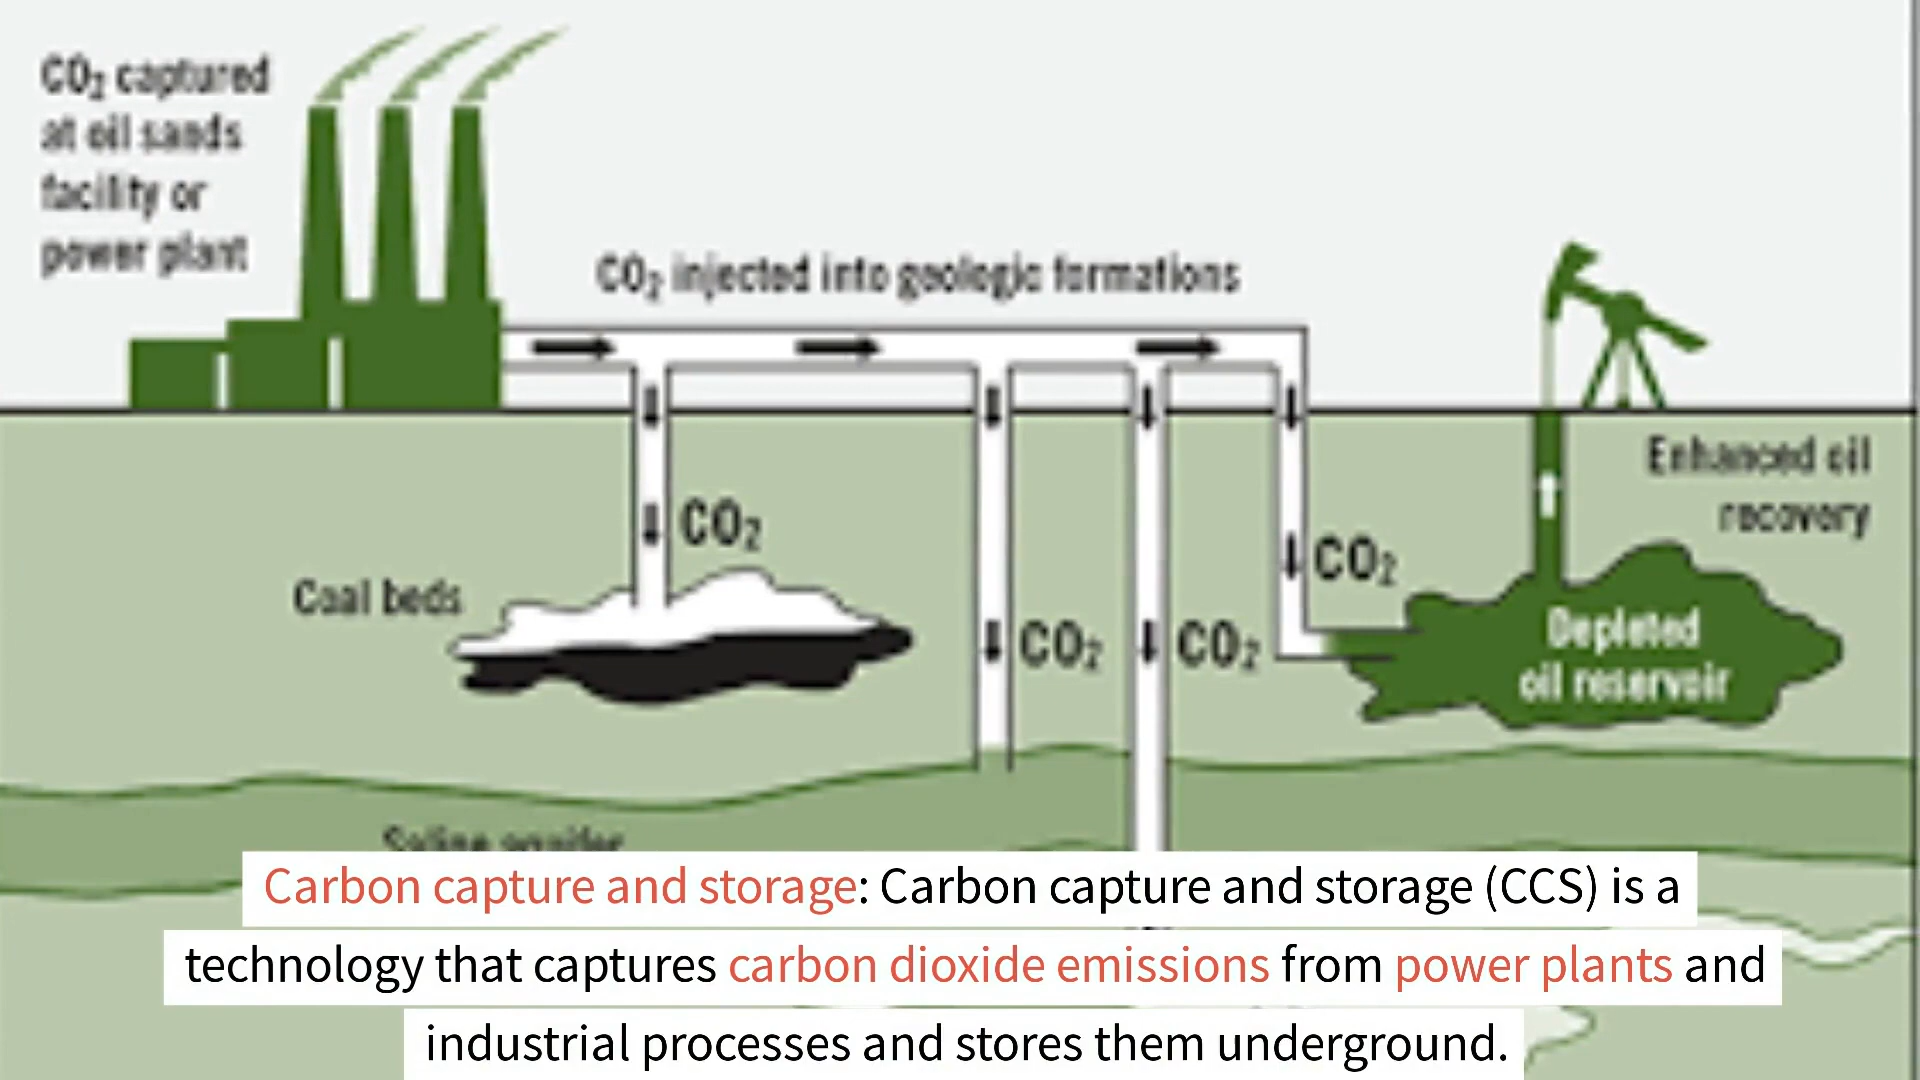 CO₂ captured
at oil sands
facility or
power plant
CO₂ injected into geologic formations
Enhanced oil
recovery
CO₂
CO₂
Coal beds
CO₂
CO₂
Depleted
oil reservoir
Saline aquifer
Carbon capture and storage: Carbon capture and storage (CCS) is a
technology that captures carbon dioxide emissions from power plants and
industrial processes and stores them underground.